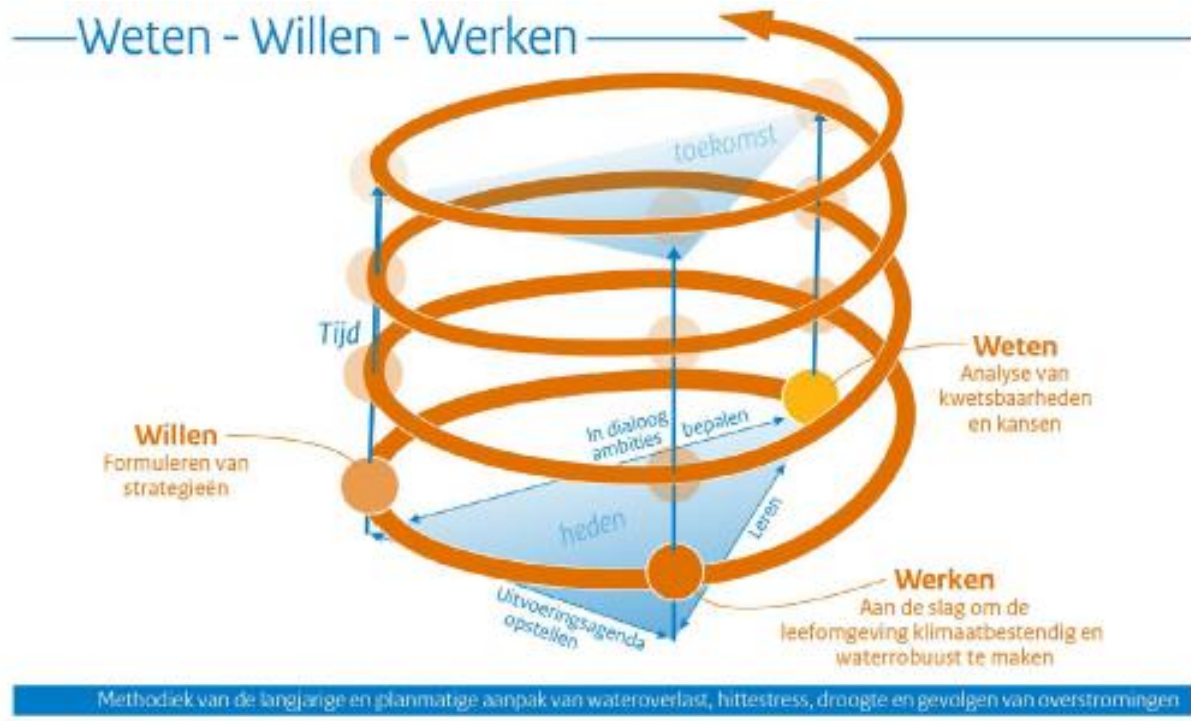 Weten - Willen - Werken
toekomst
Tijd
Weten
Analyse van
kwetsbaarheden
en kansen
In dialoog
ambities
bepalen
Willen
Formuleren van
strategieën
heden
Leren
Uitvoeringsagenda
opstellen
Werken
Aan de slag om de
leefomgeving klimaatbestendig en
waterrobuust te maken
Methodiek van de langjarige en planmatige aanpak van wateroverlast, hittestress, droogte en gevolgen van overstromingen